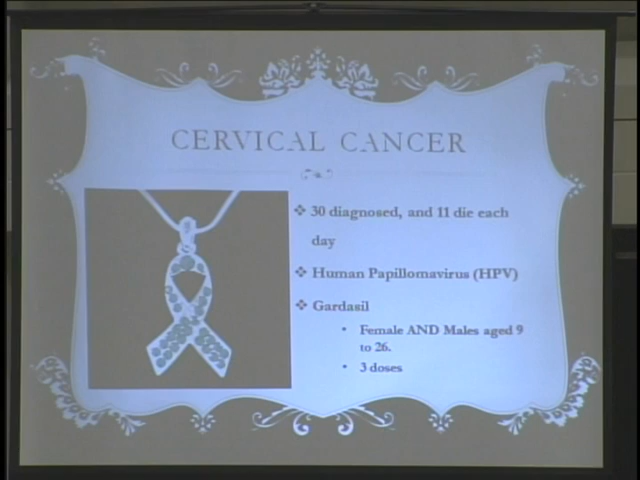 CERVICAL CANCER
❖ 30 diagnosed, and 11 die each
day
❖ Human Papillomavirus (HPV)
❖ Gardasil
• Female AND Males aged 9
to 26.
• 3 doses